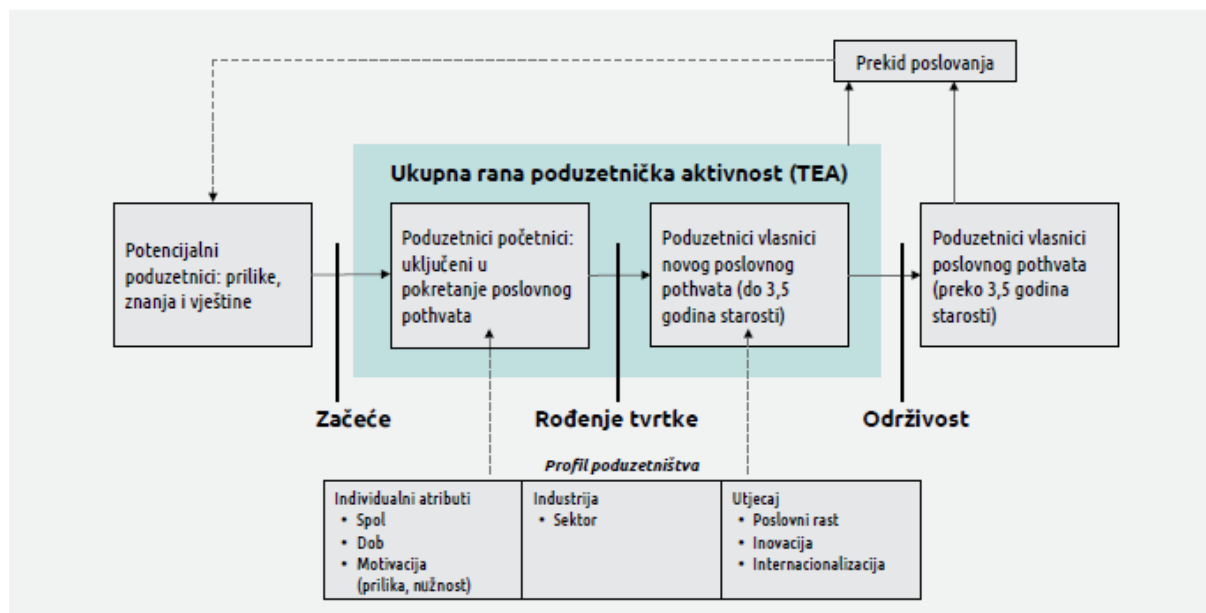 Prekid poslovanja
Ukupna rana poduzetnička aktivnost (TEA)
Potencijalni
poduzetnici: prilike,
znanja i vještine
Poduzetnici početnici:
uključeni u
pokretanje poslovnog
pothvata
Poduzetnici vlasnici
novog poslovnog
pothvata (do 3,5
godina starosti)
Poduzetnici vlasnici
poslovnog pothvata
(preko 3,5 godina
starosti)
Začeće
Rođenje tvrtke
Održivost
Profil poduzetništva
Individualni atributi
• Spol
• Dob
• Motivacija
(prilika, nužnost)
Industrija
• Sektor
Utjecaj
• Poslovni rast
• Inovacija
• Internacionalizacija